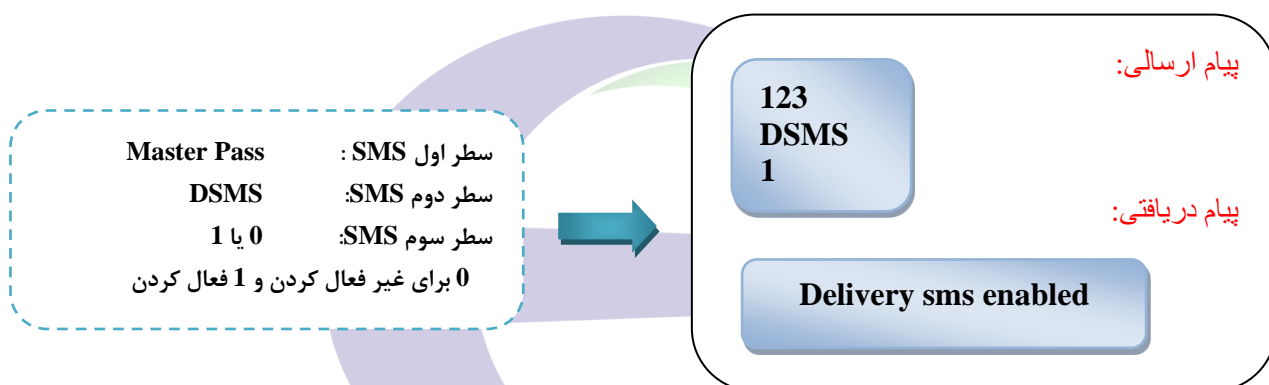 سطر اول SMS : Master Pass
سطر دوم SMS: DSMS
سطر سوم SMS: 0 یا 1
0 برای غیر فعال کردن و 1 فعال کردن
پیام ارسالی:
123
DSMS
1
پیام دریافتی:
Delivery sms enabled